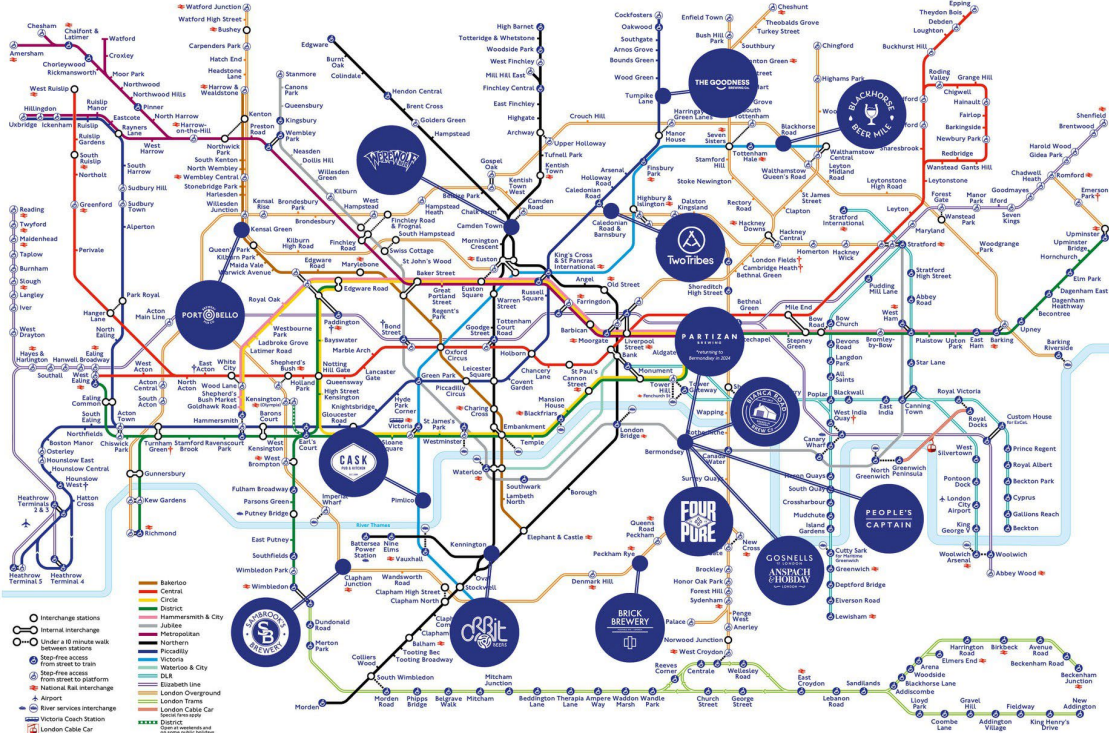 Watford Junction
Watford High Street
Bushey
Carpenders Park
Hatch End
Headstone
Lane
Harrow &
Wealdstone
Kenton
Preston
Road
Northwick
Park
South Kenton
North Wembley
Wembley Central
Stonebridge Park
Harlesden
Willesden
Junction
Kensal Green
Queen's Park
Kilburn Park
Maida Vale
Warwick Avenue
Chesham
Chalfont &
Latimer
Amersham
Chorleywood
Rickmansworth
Watford
Croxley
Moor Park
Northwood
Northwood Hills
Pinner
North Harrow
Harrow-
on-the-Hill
West
Harrow
West Ruislip
Hillingdon
Uxbridge
Ickenham
Ruislip
Manor
Ruislip
Eastcote
Rayners
Lane
Ruislip
Gardens
South
Ruislip
Northolt
Greenford
Perivale
Hanger
Lane
South
Harrow
Sudbury Hill
Sudbury
Town
Alperton
Park Royal
North
Ealing
Stanmore
Canons
Park
Queensbury
Kingsbury
Wembley
Park
Neasden
Dollis Hill
Willesden
Green
Kilburn
West
Hampstead
Finchley
Road
Swiss Cottage
St John's Wood
Edgware
Burnt
Oak
Colindale
Hendon Central
Brent Cross
Golders Green
Hampstead
Belsize Park
Chalk Farm
Camden Town
High Barnet
Totteridge & Whetstone
Woodside Park
West Finchley
Mill Hill East
Finchley Central
East Finchley
Highgate
Archway
Tufnell Park
Kentish
Town
Gospel
Oak
Kentish
Town
West
Camden
Road
Hampstead
Heath
Finchley Road
& Frognal
South Hampstead
Kilburn
High Road
Kensal
Rise
Brondesbury
Park
Brondesbury
Mornington
Crescent
Euston
WEREWOLF
Cockfosters
Oakwood
Southgate
Arnos Grove
Bounds Green
Wood Green
Turnpike
Lane
Manor
House
Finsbury
Park
Arsenal
Holloway
Road
Caledonian
Road
Caledonian
Road &
Barnsbury
Highbury &
Islington
Crouch Hill
Upper Holloway
Harringay
Green Lanes
THE GOODNESS
BREWING CO.
Enfield Town
Bush Hill
Park
Cheshunt
Theobalds Grove
Turkey Street
Southbury
South
Tottenham
Seven
Sisters
Tottenham
Hale
Stamford
Hill
Stoke Newington
Rectory
Road
Blackhorse
Road
BLACKHORSE
BEER MILE
Chingford
Highams Park
Walthamstow
Central
Walthamstow
Queen's Road
Leyton
Midland
Road
Leytonstone
High Road
St James
Street
Clapton
Hackney
Downs
Hackney
Central
Homerton
Hackney
Wick
London Fields
Cambridge Heath
Bethnal Green
Dalston
Kingsland
TWO TRIBES
Shoreditch
High Street
Epping
Theydon Bois
Debden
Loughton
Buckhurst Hill
Roding
Valley
Grange Hill
Chigwell
Hainault
Fairlop
Barkingside
Newbury Park
Redbridge
Wanstead
Gants Hill
Snaresbrook
Leytonstone
Leyton
Stratford
International
Stratford
Stratford
High Street
Abbey
Road
West
Ham
Forest
Gate
Wanstead
Park
Manor
Park
Ilford
Seven
Kings
Goodmayes
Chadwell
Heath
Romford
Gidea Park
Harold Wood
Brentwood
Shenfield
Emerson
Park
Upminster
Upminster
Bridge
Hornchurch
Elm Park
Dagenham East
Dagenham
Heathway
Becontree
Upney
Barking
Riverside
East
Ham
Upton
Park
Plaistow
Bromley-
by-Bow
Woodgrange
Park
Maryland
Reading
Twyford
Maidenhead
Taplow
Burnham
Slough
Langley
Iver
West
Drayton
Hayes &
Harlington
Southall
Hanwell
Ealing
Broadway
West
Ealing
Ealing
Common
South
Ealing
Northfields
Boston Manor
Osterley
Hounslow East
Hounslow Central
Hounslow
West
Hatton
Cross
Heathrow
Terminals
2 & 3
Heathrow
Terminal 5
Heathrow
Terminal 4
Acton
Town
Chiswick
Park
Turnham
Green
Stamford
Brook
Ravenscourt
Park
Hammersmith
Gunnersbury
Kew Gardens
Richmond
Acton
Main Line
West
Acton
North
Acton
East
Acton
White
City
Acton
Central
South
Acton
Wood Lane
Shepherd's
Bush Market
Goldhawk Road
Shepherd's
Bush
Holland
Park
Notting
Hill Gate
Kensington
(Olympia)
Barons
Court
West
Kensington
Earl's
Court
High Street
Kensington
Gloucester
Road
Queensway
Lancaster
Gate
Marble Arch
Bayswater
Paddington
Royal Oak
Westbourne
Park
Ladbroke Grove
Latimer Road
PORTOBELLO
Edgware
Road
Marylebone
Edgware Road
Baker Street
Great
Portland
Street
Regent's
Park
Euston
Square
Warren
Street
Goodge
Street
Tottenham
Court
Road
Bond
Street
Oxford
Circus
King's Cross
& St Pancras
International
Russell
Square
Angel
Old Street
Farringdon
Barbican
Moorgate
Liverpool
Street
Bank
Aldgate
Holborn
Chancery
Lane
St Paul's
Cannon
Street
Mansion
House
Blackfriars
Temple
Embankment
Charing
Cross
Leicester
Square
Covent
Garden
Piccadilly
Circus
Green Park
Hyde
Park
Corner
Knightsbridge
Sloane
Square
Victoria
St James's
Park
Westminster
Waterloo
Southwark
Lambeth
North
London
Bridge
Borough
Elephant & Castle
Monument
Tower
Hill
Fenchurch St
Tower
Gateway
PARTIZAN
BREWING
*returning to
Bermondsey in 2024
Bethnal
Green
Mile End
Stepney
Green
Bow
Road
Bow
Church
Pudding
Mill Lane
Devons
Road
Langdon
Park
All
Saints
Poplar
Blackwall
East
India
Canning
Town
Star Lane
Royal Victoria
Royal
Docks
Custom House
for ExCeL
Prince Regent
Royal Albert
Beckton Park
Cyprus
Gallions Reach
Beckton
West
Silvertown
Pontoon
Dock
London
City
Airport
King
George V
Woolwich
Arsenal
Woolwich
Abbey Wood
West India
Quay
Canary
Wharf
Heron Quays
South Quay
Crossharbour
Mudchute
Island
Gardens
Cutty Sark
for Maritime
Greenwich
Greenwich
Deptford Bridge
Elverson Road
Lewisham
North
Greenwich
Greenwich
Peninsula
Wapping
Rotherhithe
Canada
Water
Surrey Quays
Bermondsey
BIANCA ROAD
BREW CO.
PEOPLE'S
CAPTAIN
GOSNELLS
OF LONDON
ANSPACH
& HOBDAY
LONDON
FOUR
PURE
BRICK
BREWERY
CASK
PUB & KITCHEN
Pimlico
Vauxhall
River Thames
Battersea
Power
Station
Nine
Elms
Kennington
Oval
Stockwell
ORBIT
BEERS
SAMBROOK'S
BREWERY
SB
Imperial
Wharf
Clapham
Junction
Wandsworth
Road
Clapham High Street
Clapham North
Balham
Tooting Bec
Tooting Broadway
Colliers
Wood
South Wimbledon
Morden
West
Brompton
Fulham Broadway
Parsons Green
Putney Bridge
East Putney
Southfields
Wimbledon Park
Wimbledon
Dundonald
Road
Merton
Park
Morden
Road
Phipps
Bridge
Belgrave
Walk
Mitcham
Mitcham
Junction
Beddington
Lane
Therapia
Lane
Ampere
Way
Waddon
Marsh
Wandle
Park
Reeves
Corner
Centrale
West Croydon
Wellesley
Road
Church
Street
George
Street
East
Croydon
Lebanon
Road
Sandilands
Lloyd
Park
Coombe
Lane
Gravel
Hill
Addington
Village
Fieldway
King Henry's
Drive
New
Addington
Addiscombe
Blackhorse Lane
Woodside
Arena
Harrington
Road
Elmers End
Birkbeck
Avenue
Road
Beckenham Road
Beckenham
Junction
Denmark Hill
Peckham Rye
Queens
Road
Peckham
New
Cross
Brockley
Honor Oak Park
Forest Hill
Sydenham
Penge
West
Anerley
Norwood Junction
Palace
Bakerloo
Central
Circle
District
Hammersmith & City
Jubilee
Metropolitan
Northern
Piccadilly
Victoria
Waterloo & City
DLR
Elizabeth line
London Overground
London Trams
London Cable Car
Special fares apply
District
Open at weekends and
on some public holidays
Interchange stations
Internal interchange
Under a 10 minute walk
between stations
Step-free access
from street to train
Step-free access
from street to platform
National Rail interchange
Airport
River services interchange
Victoria Coach Station
London Cable Car